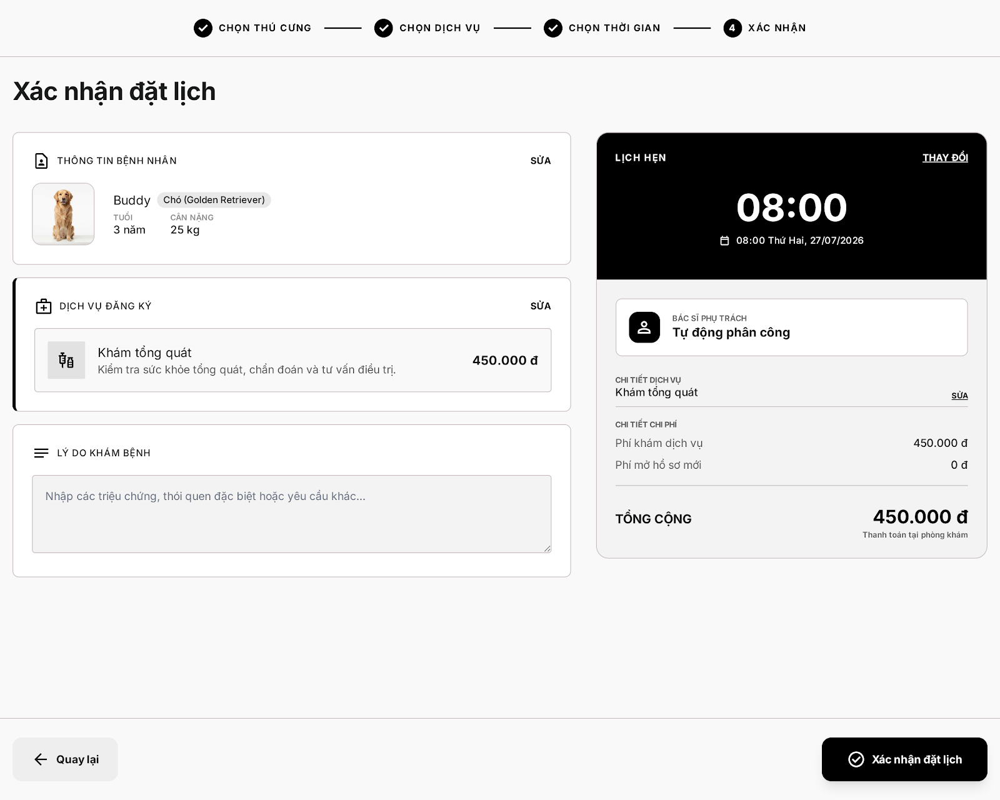 CHỌN THÚ CƯNG
CHỌN DỊCH VỤ
CHỌN THỜI GIAN
4 XÁC NHẬN
Xác nhận đặt lịch
THÔNG TIN BỆNH NHÂN
SỬA
Buddy
Chó (Golden Retriever)
TUỔI
CÂN NẶNG
3 năm
25 kg
DỊCH VỤ ĐĂNG KÝ
SỬA
Khám tổng quát
Kiểm tra sức khỏe tổng quát, chẩn đoán và tư vấn điều trị.
450.000 đ
LÝ DO KHÁM BỆNH
Nhập các triệu chứng, thói quen đặc biệt hoặc yêu cầu khác...
LỊCH HẸN
THAY ĐỔI
08:00
08:00 Thứ Hai, 27/07/2026
BÁC SĨ PHỤ TRÁCH
Tự động phân công
CHI TIẾT DỊCH VỤ
Khám tổng quát
SỬA
CHI TIẾT CHI PHÍ
Phí khám dịch vụ
450.000 đ
Phí mở hồ sơ mới
0 đ
TỔNG CỘNG
450.000 đ
Thanh toán tại phòng khám
Quay lại
Xác nhận đặt lịch